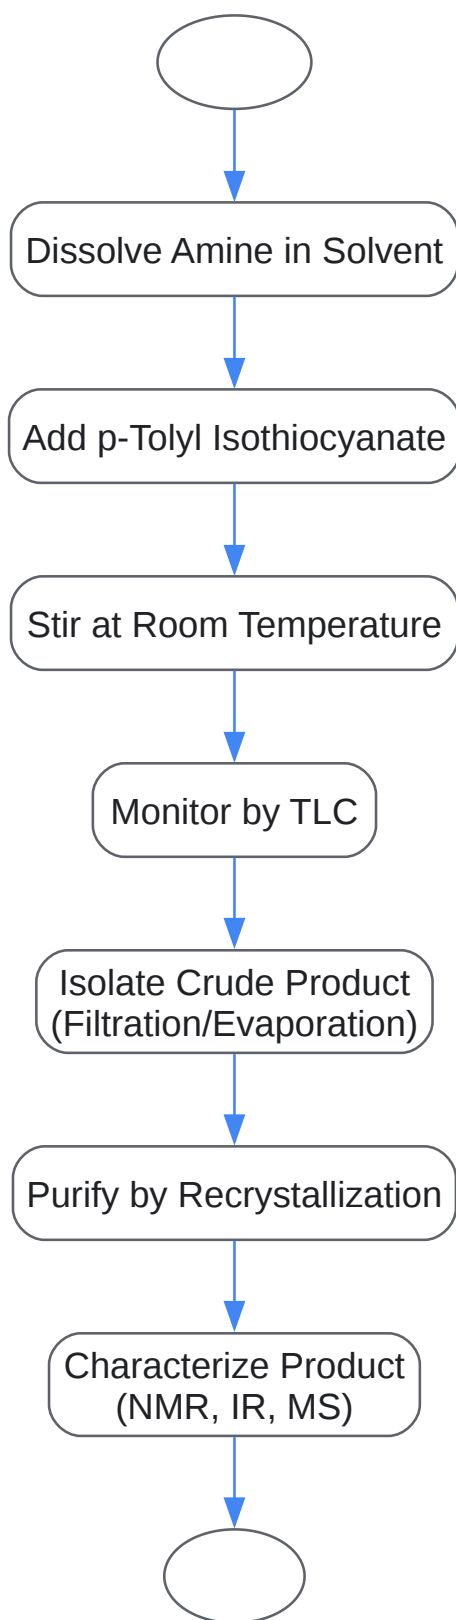 Dissolve Amine in Solvent
Add p-Tolyl Isothiocyanate
Stir at Room Temperature
Monitor by TLC
Isolate Crude Product
(Filtration/Evaporation)
Purify by Recrystallization
Characterize Product
(NMR, IR, MS)